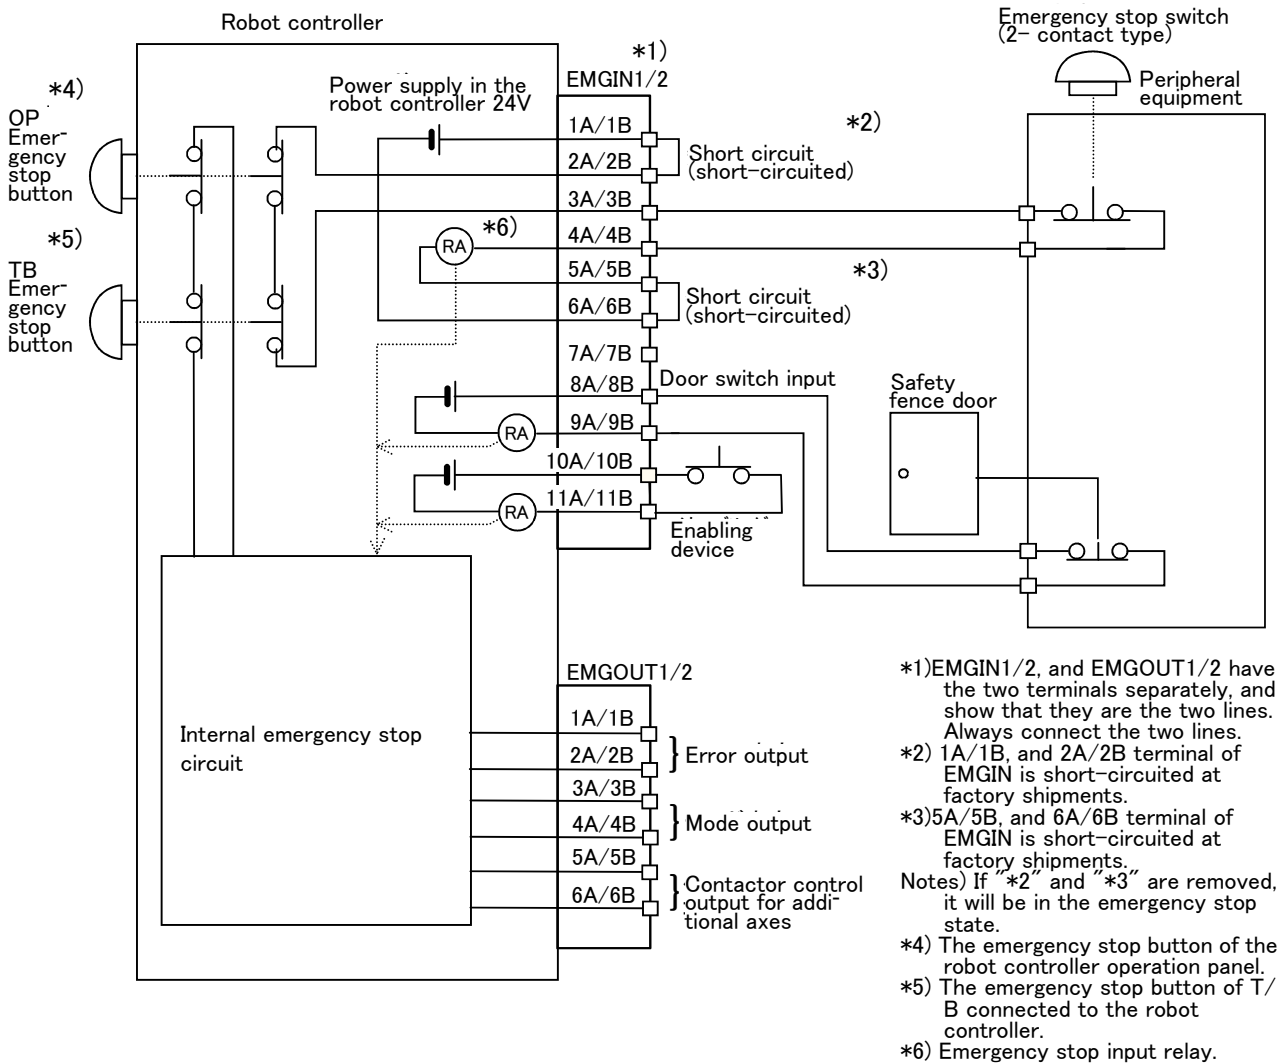 Robot controller
Emergency stop switch
(2- contact type)
*1)
EMGIN1/2
Peripheral
equipment
*4)
OP
Emer-
gency
stop
button
Power supply in the
robot controller 24V
1A/1B
*2)
2A/2B
Short circuit
(short-circuited)
3A/3B
*6)
RA
4A/4B
*5)
TB
Emer-
gency
stop
button
5A/5B
*3)
6A/6B
Short circuit
(short-circuited)
7A/7B
8A/8B
Door switch input
Safety
fence door
9A/9B
RA
10A/10B
11A/11B
RA
Enabling
device
EMGOUT1/2
Internal emergency stop
circuit
1A/1B
2A/2B
Error output
3A/3B
4A/4B
Mode output
5A/5B
6A/6B
Contactor control
output for addi-
tional axes
*1)EMGIN1/2, and EMGOUT1/2 have
the two terminals separately, and
show that they are the two lines.
Always connect the two lines.
*2) 1A/1B, and 2A/2B terminal of
EMGIN is short-circuited at
factory shipments.
*3)5A/5B, and 6A/6B terminal of
EMGIN is short-circuited at
factory shipments.
Notes) If "*2" and "*3" are removed,
it will be in the emergency stop
state.
*4) The emergency stop button of the
robot controller operation panel.
*5) The emergency stop button of T/
B connected to the robot
controller.
*6) Emergency stop input relay.